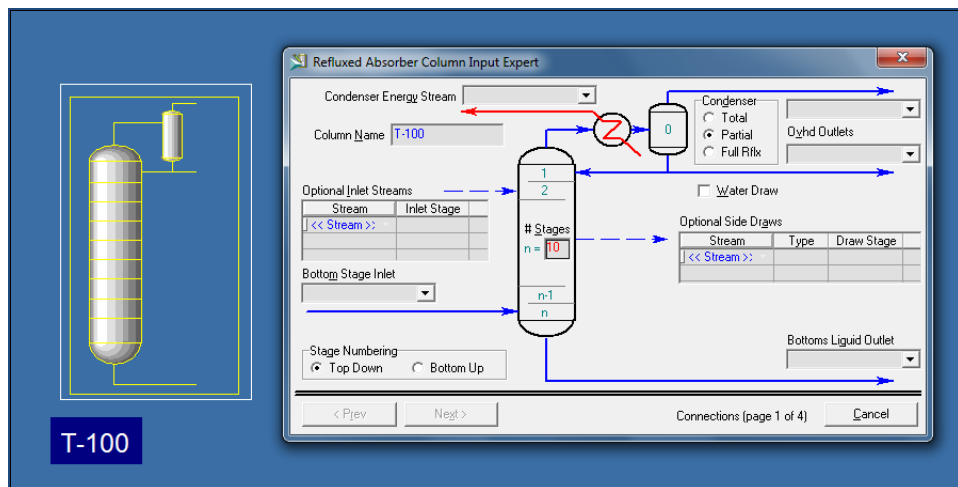 Refluxed Absorber Column Input Expert
Condenser Energy Stream
Column Name T-100
0
Condenser
Total
Partial
Full Rflx
Ovhd Outlets
Water Draw
1
2
Optional Inlet Streams
Stream Inlet Stage
<< Stream >>
# Stages
n = 10
Optional Side Draws
Stream Type Draw Stage
<< Stream >>
Bottom Stage Inlet
n-1
n
Stage Numbering
Top Down Bottom Up
Bottoms Liquid Outlet
< Prev Next > Connections (page 1 of 4) Cancel
T-100